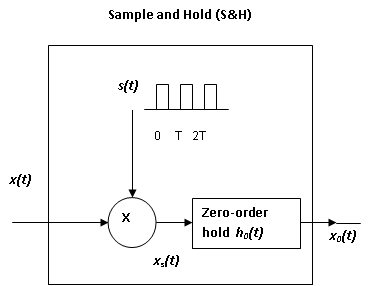 Sample and Hold (S&H)
s(t)
0 T 2T
x(t)
X
Zero-order
hold h₀(t)
xₛ(t)
x₀(t)